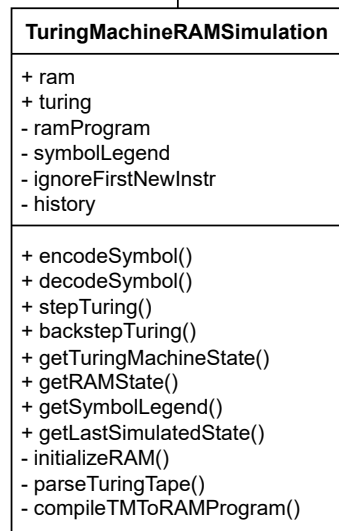 TuringMachineRAMSimulation
+ ram
+ turing
- ramProgram
- symbolLegend
- ignoreFirstNewInstr
- history
+ encodeSymbol()
+ decodeSymbol()
+ stepTuring()
+ backstepTuring()
+ getTuringMachineState()
+ getRAMState()
+ getSymbolLegend()
+ getLastSimulatedState()
- initializeRAM()
- parseTuringTape()
- compileTMToRAMProgram()